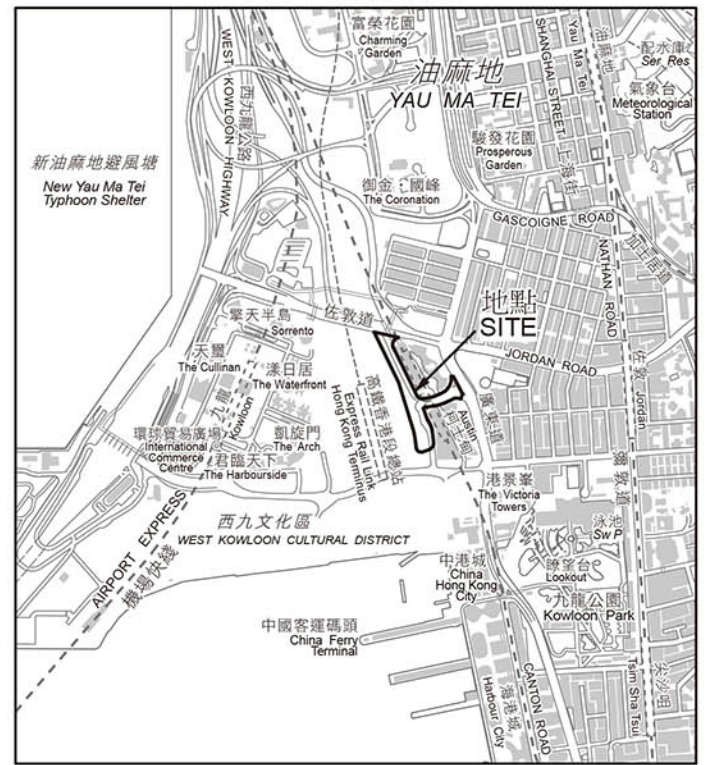 富榮花園
Charming
Garden
油麻地
YAU MA TEI
SHANGHAI STREET 上海街
Yau Ma Tei
油麻地
配水庫
Ser Res
氣象台
Meteorological
Station
WEST KOWLOON HIGHWAY
西九龍公路
新油麻地避風塘
New Yau Ma Tei
Typhoon Shelter
駿發花園
Prosperous
Garden
御金．國峰
The Coronation
GASCOIGNE ROAD
加士居道
NATHAN ROAD
彌敦道
擎天半島
Sorrento
佐敦道
JORDAN ROAD
地點
SITE
佐敦
Jordan
天璽
The Cullinan
漾日居
The Waterfront
九龍
Kowloon
高鐵香港段總站
Express Rail Link
Hong Kong Terminus
Austin
柯士甸
廣東道
環球貿易廣場
International
Commerce
Centre
凱旋門
The Arch
君臨天下
The Harbourside
港景峯
The Victoria
Towers
泳池
Sw P
AIRPORT EXPRESS
機場快綫
西九文化區
WEST KOWLOON CULTURAL DISTRICT
瞭望台
Lookout
中港城
China
Hong Kong
City
九龍公園
Kowloon Park
中國客運碼頭
China Ferry
Terminal
海港城
Harbour City
CANTON ROAD
Tsim Sha Tsui
尖沙咀